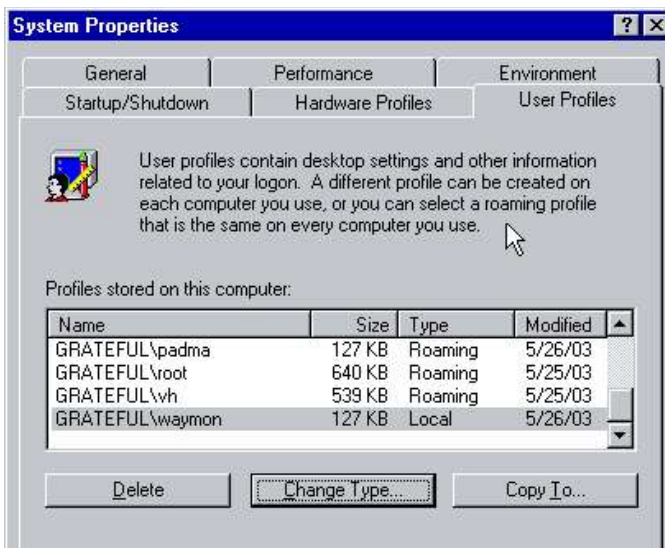 System Properties
General Performance Environment
Startup/Shutdown Hardware Profiles User Profiles
User profiles contain desktop settings and other information
related to your logon. A different profile can be created on
each computer you use, or you can select a roaming profile
that is the same on every computer you use.
Profiles stored on this computer:
Name Size Type Modified
GRATEFUL\padma 127 KB Roaming 5/26/03
GRATEFUL\root 640 KB Roaming 5/25/03
GRATEFUL\vh 539 KB Roaming 5/25/03
GRATEFUL\waymon 127 KB Local 5/26/03
Delete Change Type... Copy To...